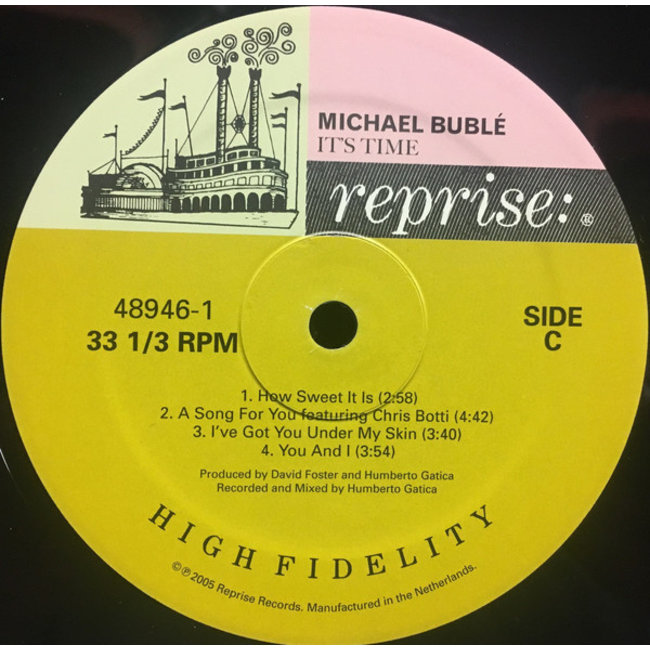 MICHAEL BUBLÉ
IT'S TIME
reprise: ®
48946-1
33 1/3 RPM
SIDE
C
1. How Sweet It Is (2:58)
2. A Song For You featuring Chris Botti (4:42)
3. I've Got You Under My Skin (3:40)
4. You And I (3:54)
Produced by David Foster and Humberto Gatica
Recorded and Mixed by Humberto Gatica
HIGH FIDELITY
©℗2005 Reprise Records. Manufactured in the Netherlands.